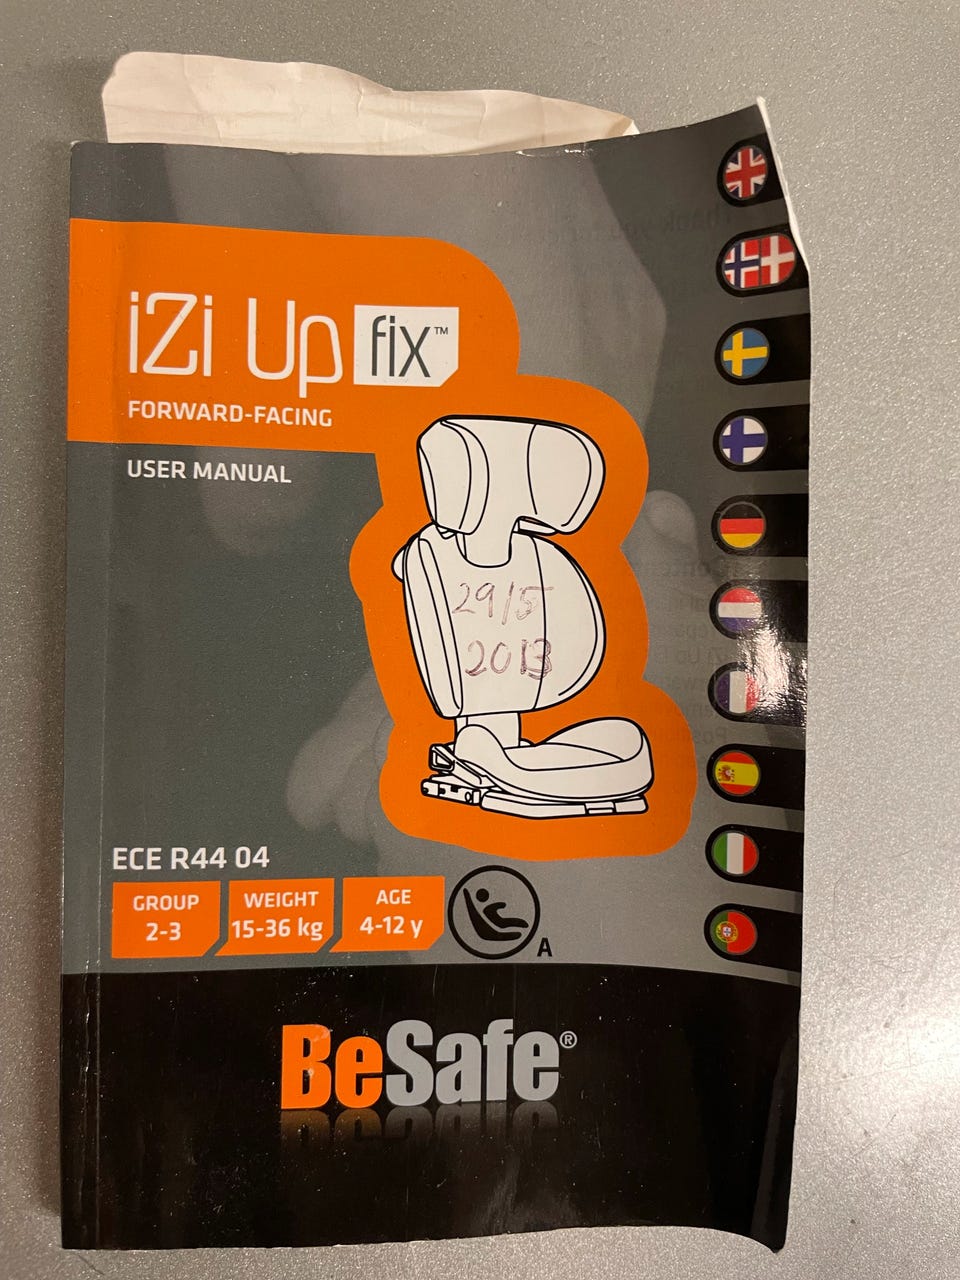 iZi Up fix™
FORWARD-FACING
USER MANUAL
29/5
2013
ECE R44 04
GROUP
2-3
WEIGHT
15-36 kg
AGE
4-12 y
A
BeSafe®